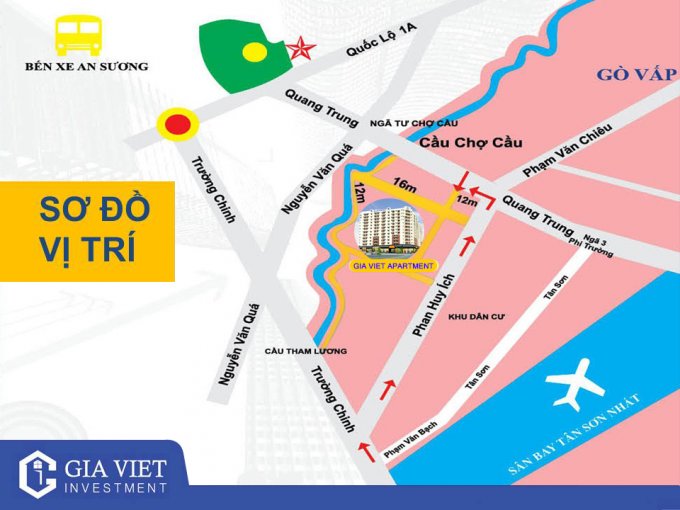 BẾN XE AN SƯƠNG
Quốc Lộ 1A
GÒ VẤP
Quang Trung
NGÃ TƯ CHỢ CẦU
Cầu Chợ Cầu
Phạm Văn Chiêu
Trường Chinh
Nguyễn Văn Quá
12m
16m
12m
SƠ ĐỒ
VỊ TRÍ
Quang Trung
Ngã 3
Phi Trường
GIA VIET APARTMENT
Phan Huy Ích
Tân Sơn
KHU DÂN CƯ
Nguyễn Văn Quá
CẦU THAM LƯƠNG
Trường Chinh
Tân Sơn
Phạm Văn Bạch
SÂN BAY TÂN SƠN NHẤT
GIA VIET
INVESTMENT